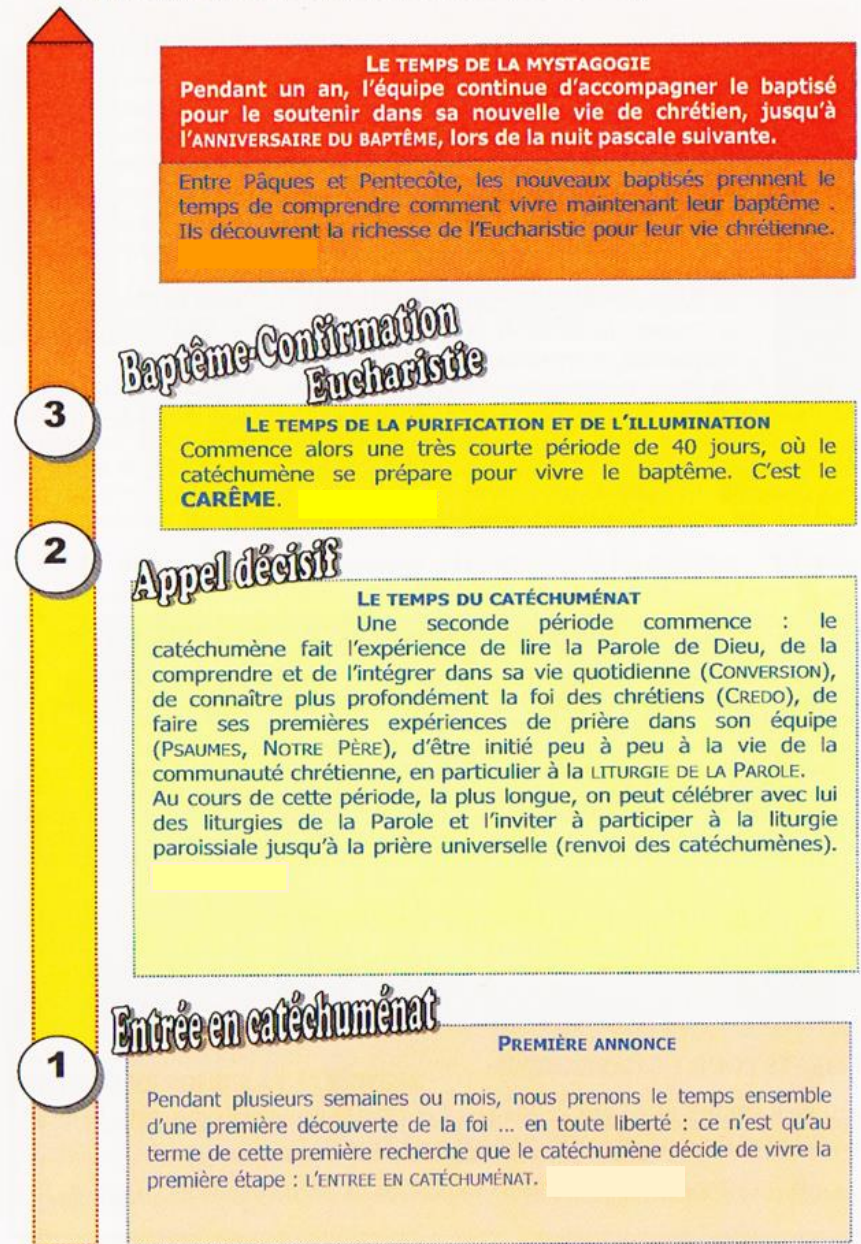 LE TEMPS DE LA MYSTAGOGIE
Pendant un an, l'équipe continue d'accompagner le baptisé
pour le soutenir dans sa nouvelle vie de chrétien, jusqu'à
l'ANNIVERSAIRE DU BAPTÊME, lors de la nuit pascale suivante.
Entre Pâques et Pentecôte, les nouveaux baptisés prennent le
temps de comprendre comment vivre maintenant leur baptême .
Ils découvrent la richesse de l'Eucharistie pour leur vie chrétienne.
Baptême-Confirmation
Eucharistie
3
LE TEMPS DE LA PURIFICATION ET DE L'ILLUMINATION
Commence alors une très courte période de 40 jours, où le
catéchumène se prépare pour vivre le baptême. C'est le
CARÊME.
2
Appel décisif
LE TEMPS DU CATÉCHUMÉNAT
Une seconde période commence : le
catéchumène fait l'expérience de lire la Parole de Dieu, de la
comprendre et de l'intégrer dans sa vie quotidienne (CONVERSION),
de connaître plus profondément la foi des chrétiens (CREDO), de
faire ses premières expériences de prière dans son équipe
(PSAUMES, NOTRE PÈRE), d'être initié peu à peu à la vie de la
communauté chrétienne, en particulier à la LITURGIE DE LA PAROLE.
Au cours de cette période, la plus longue, on peut célébrer avec lui
des liturgies de la Parole et l'inviter à participer à la liturgie
paroissiale jusqu'à la prière universelle (renvoi des catéchumènes).
Entrée en catéchuménat
1
PREMIÈRE ANNONCE
Pendant plusieurs semaines ou mois, nous prenons le temps ensemble
d'une première découverte de la foi ... en toute liberté : ce n'est qu'au
terme de cette première recherche que le catéchumène décide de vivre la
première étape : L'ENTREE EN CATÉCHUMÉNAT.